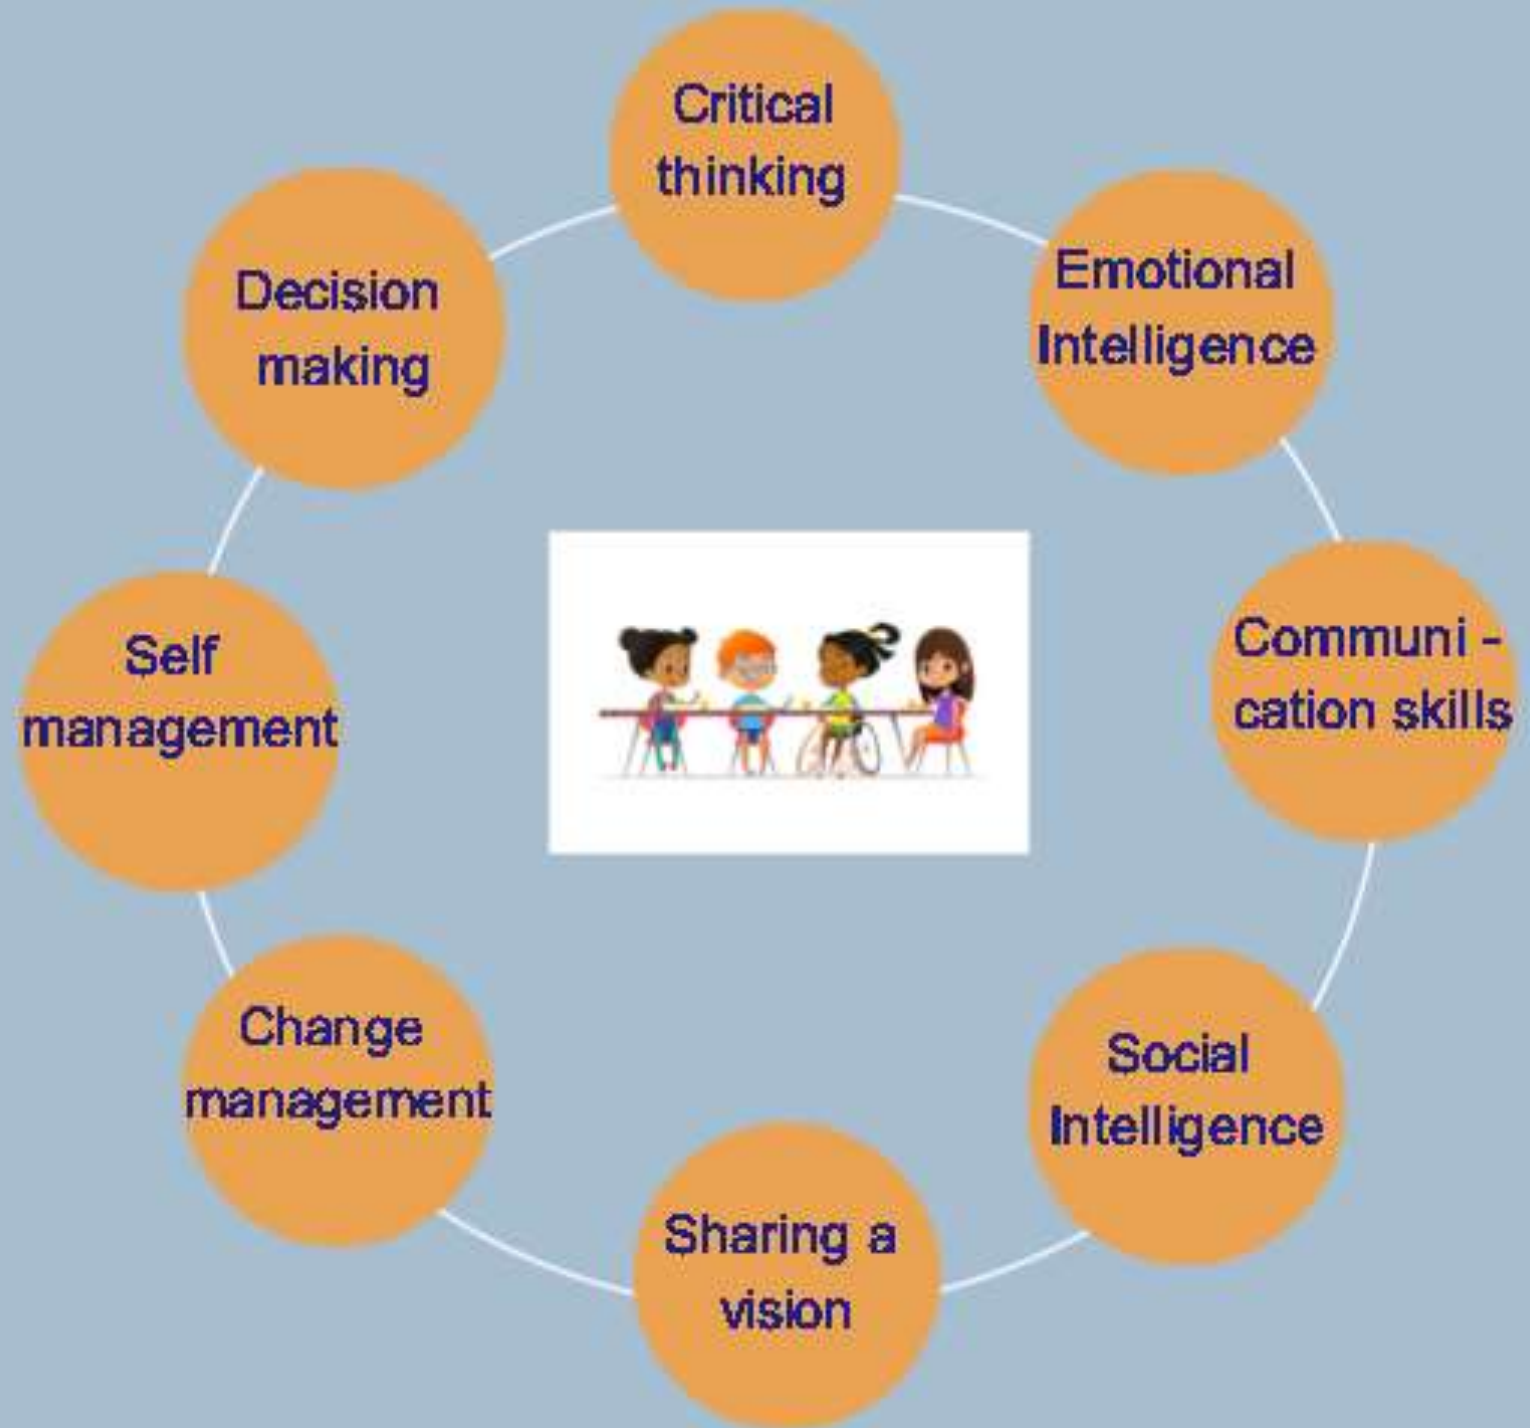 Critical
thinking
Emotional
Intelligence
Communi -
cation skills
Social
Intelligence
Sharing a
vision
Change
management
Self
management
Decision
making